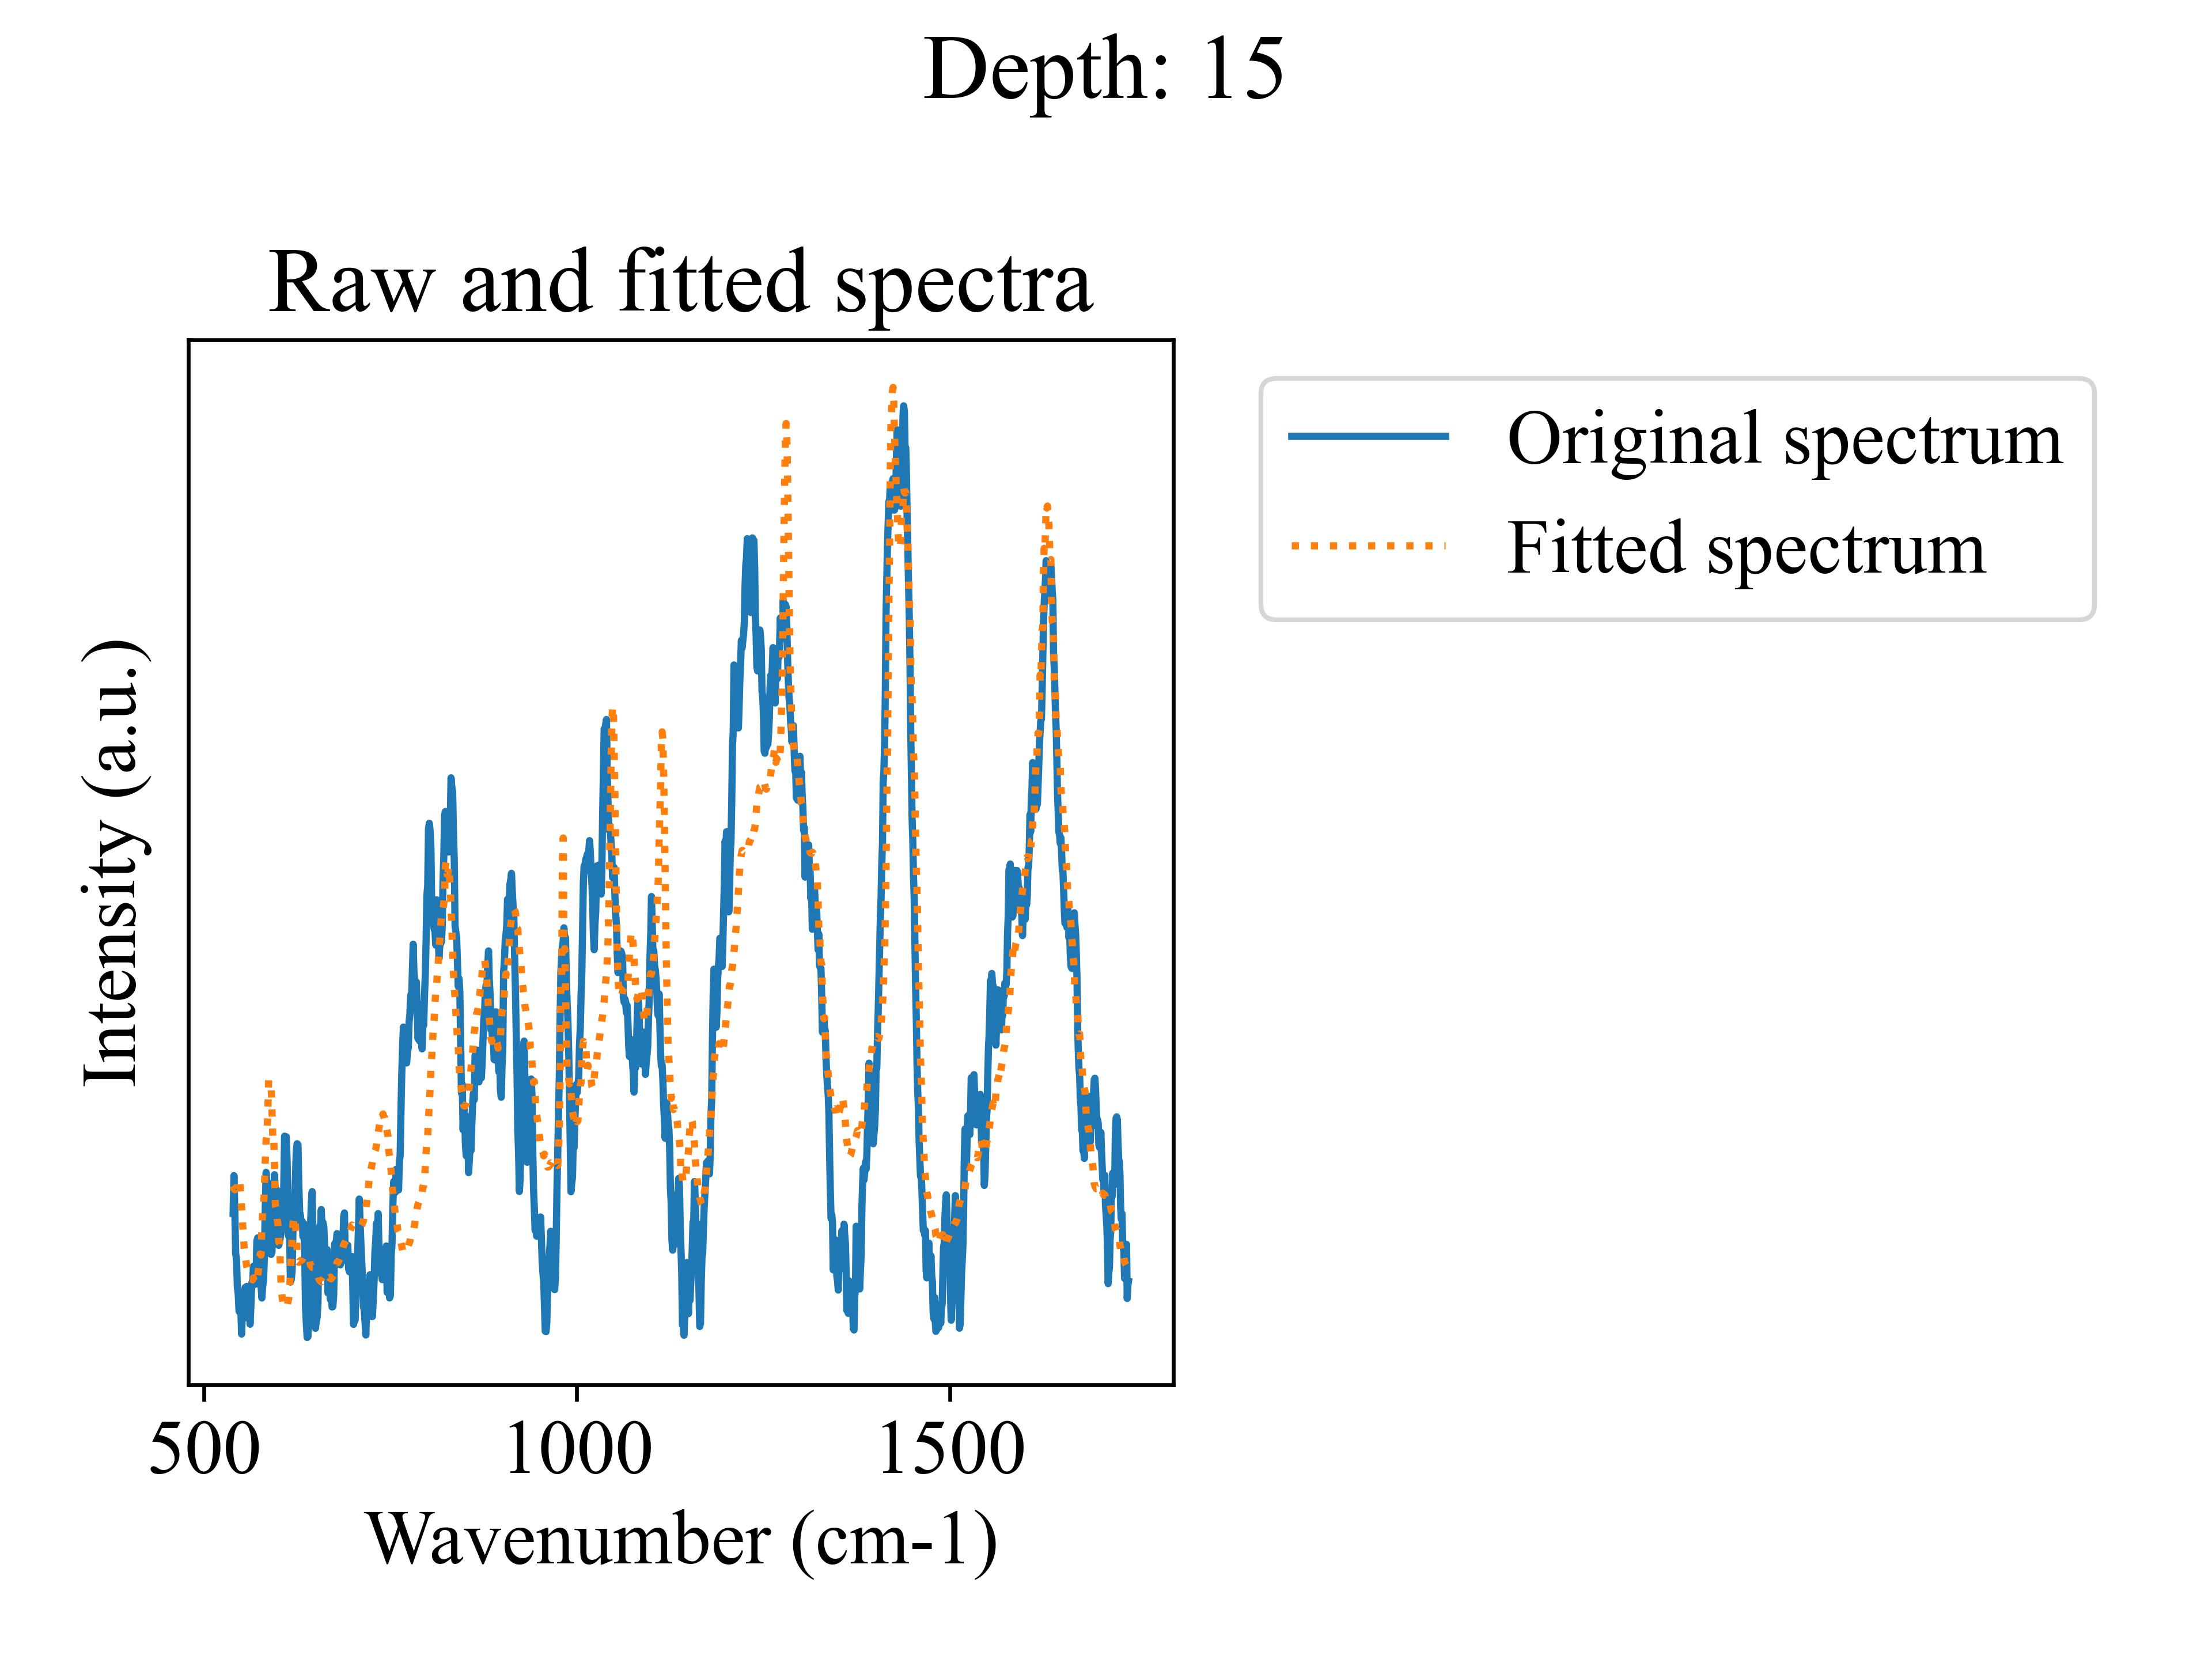 Depth: 15
Raw and fitted spectra
Original spectrum
Fitted spectrum
Intensity (a.u.)
500 1000 1500
Wavenumber (cm-1)